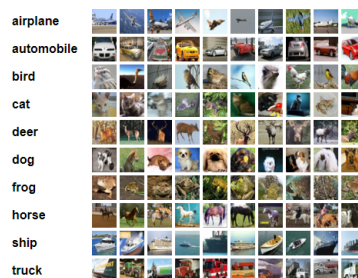 airplane
automobile
bird
cat
deer
dog
frog
horse
ship
truck